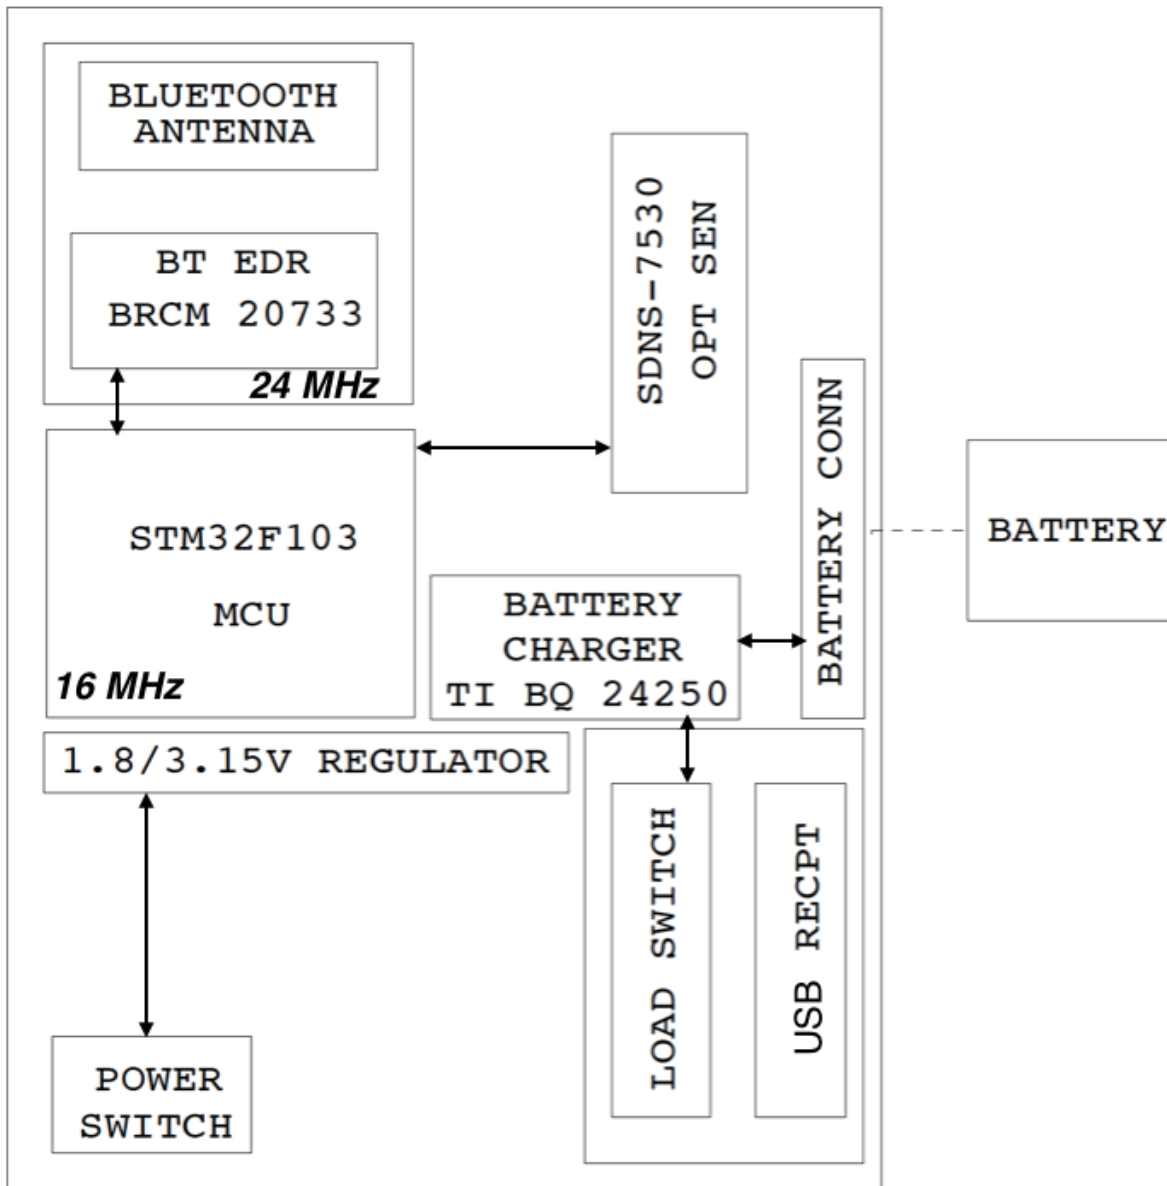 BLUETOOTH
ANTENNA
BT EDR
BRCM 20733
24 MHz
SDNS-7530
OPT SEN
STM32F103
MCU
16 MHz
BATTERY
CHARGER
TI BQ 24250
BATTERY CONN
BATTERY
1.8/3.15V REGULATOR
LOAD SWITCH
USB RECPT
POWER
SWITCH